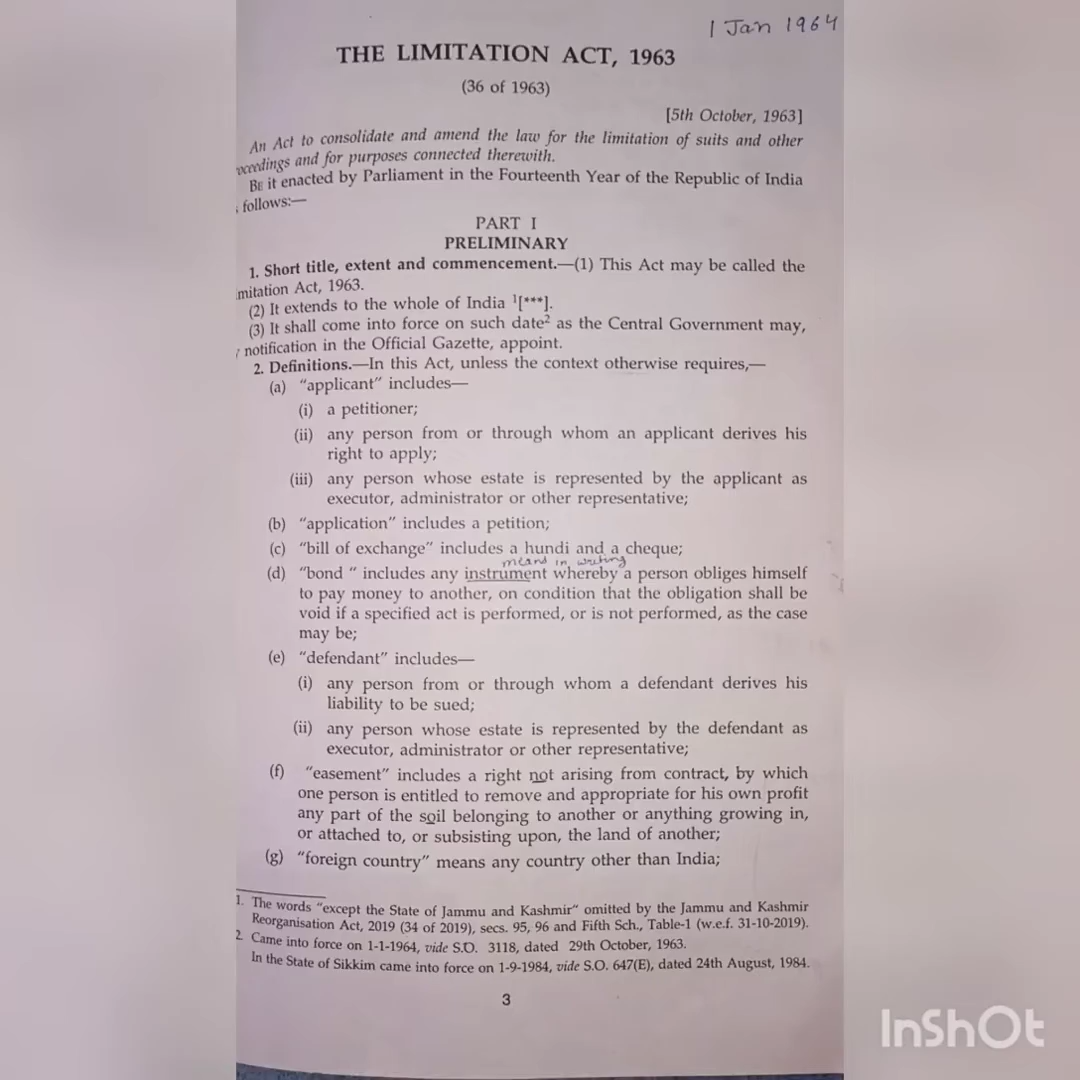 1 Jan 1964
THE LIMITATION ACT, 1963
(36 of 1963)
[5th October, 1963]
An Act to consolidate and amend the law for the limitation of suits and other
oceedings and for purposes connected therewith.
BE it enacted by Parliament in the Fourteenth Year of the Republic of India
follows:—
PART I
PRELIMINARY
1. Short title, extent and commencement.—(1) This Act may be called the
mitation Act, 1963.
(2) It extends to the whole of India ¹[***].
(3) It shall come into force on such date² as the Central Government may,
notification in the Official Gazette, appoint.
2. Definitions.—In this Act, unless the context otherwise requires,—
(a) "applicant" includes—
(i) a petitioner;
(ii) any person from or through whom an applicant derives his
right to apply;
(iii) any person whose estate is represented by the applicant as
executor, administrator or other representative;
(b) "application" includes a petition;
(c) "bill of exchange" includes a hundi and a cheque;
meand in writing
(d) "bond " includes any instrument whereby a person obliges himself
to pay money to another, on condition that the obligation shall be
void if a specified act is performed, or is not performed, as the case
may be;
(e) "defendant" includes—
(i) any person from or through whom a defendant derives his
liability to be sued;
(ii) any person whose estate is represented by the defendant as
executor, administrator or other representative;
(f) "easement" includes a right not arising from contract, by which
one person is entitled to remove and appropriate for his own profit
any part of the soil belonging to another or anything growing in,
or attached to, or subsisting upon, the land of another;
(g) "foreign country" means any country other than India;
1. The words "except the State of Jammu and Kashmir" omitted by the Jammu and Kashmir
Reorganisation Act, 2019 (34 of 2019), secs. 95, 96 and Fifth Sch., Table-1 (w.e.f. 31-10-2019).
2. Came into force on 1-1-1964, vide S.O. 3118, dated 29th October, 1963.
In the State of Sikkim came into force on 1-9-1984, vide S.O. 647(E), dated 24th August, 1984.
3
InShOt